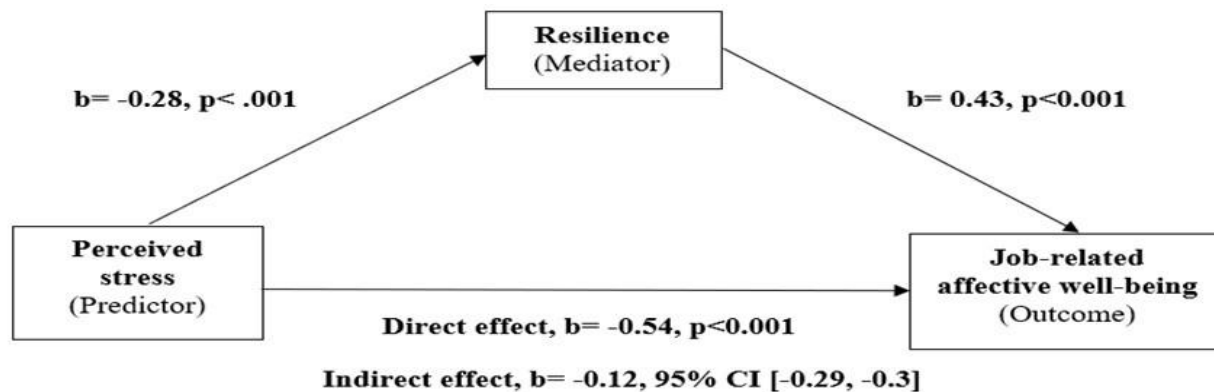 Resilience
(Mediator)
b= -0.28, p< .001
b= 0.43, p<0.001
Perceived
stress
(Predictor)
Job-related
affective well-being
(Outcome)
Direct effect, b= -0.54, p<0.001
Indirect effect, b= -0.12, 95% CI [-0.29, -0.3]